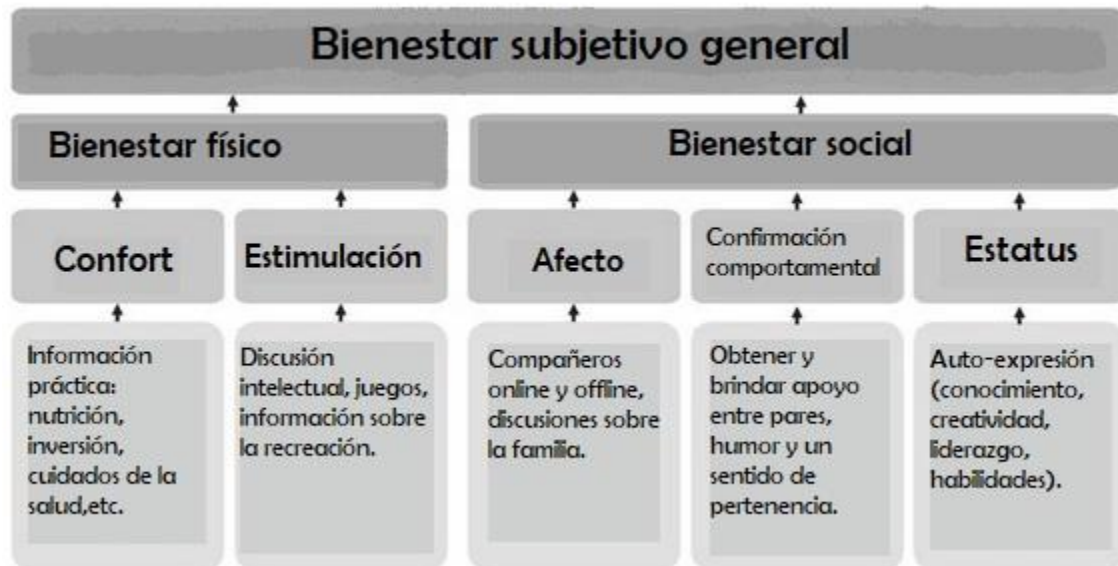 Bienestar subjetivo general
Bienestar físico
Bienestar social
Confort
Estimulación
Afecto
Confirmación
comportamental
Estatus
Información
práctica:
nutrición,
inversión,
cuidados de la
salud,etc.
Discusión
intelectual, juegos,
información sobre
la recreación.
Compañeros
online y offline,
discusiones sobre
la familia.
Obtener y
brindar apoyo
entre pares,
humor y un
sentido de
pertenencia.
Auto-expresión
(conocimiento,
creatividad,
liderazgo,
habilidades).